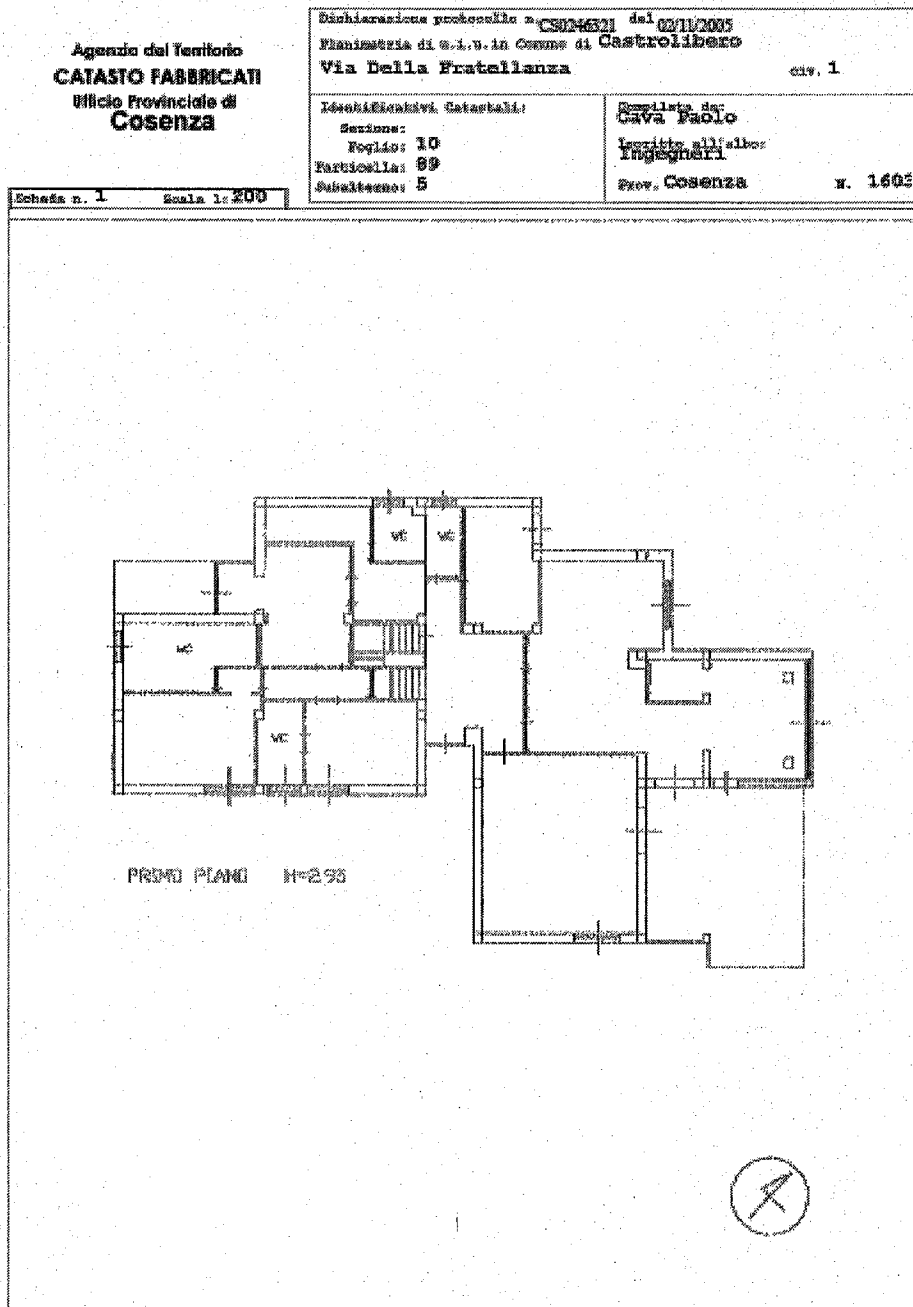 Agenzia del Territorio
CATASTO FABBRICATI
Ufficio Provinciale di
Cosenza
Dichiarazione protocollo n. CS0246321 del 02/11/2005
Planimetria di u.i.u. in Comune di Castrolibero
Via Della Fratellanza civ. 1
Identificativi Catastali:
Sezione:
Foglio: 10
Particella: 89
Subalterno: 5
Compilata da:
Cava Paolo
Iscritto all'albo:
Ingegneri
Prov. Cosenza N. 1603
Scheda n. 1 Scala 1: 200
WC
WC
WC
WC
PRIMO PIANO H=2.95